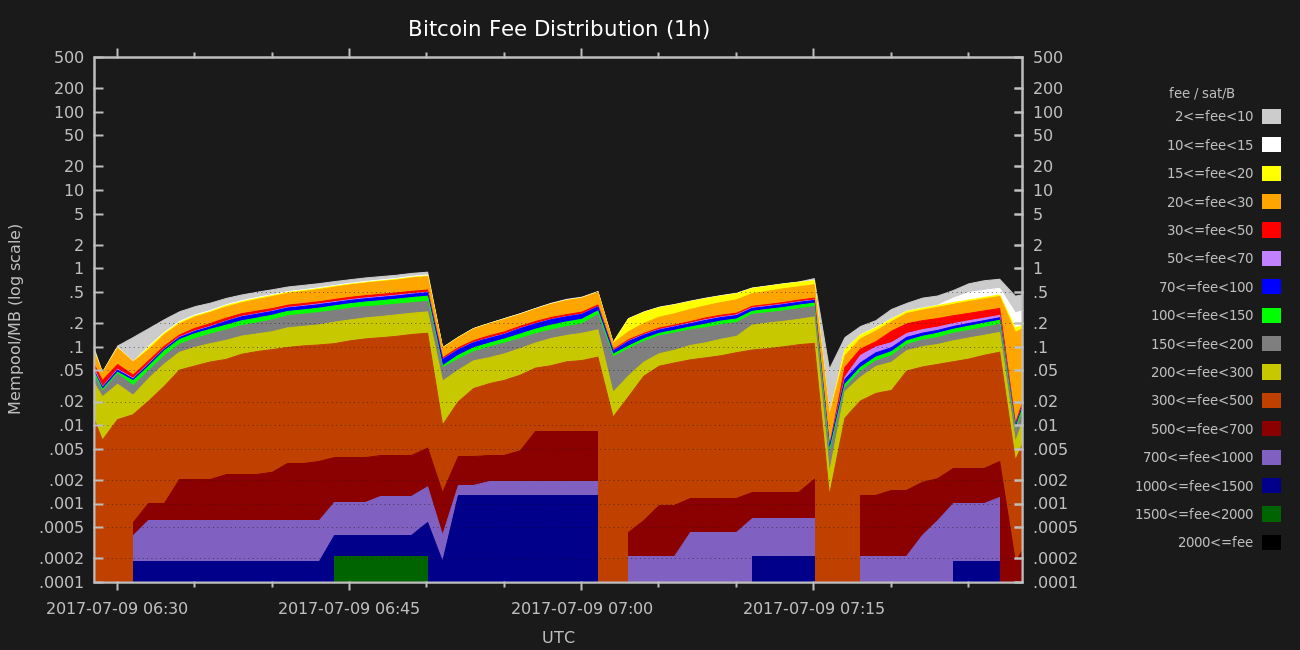 Bitcoin Fee Distribution (1h)
Mempool/MB (log scale)
500
200
100
50
20
10
5
2
1
.5
.2
.1
.05
.02
.01
.005
.002
.001
.0005
.0002
.0001
500
200
100
50
20
10
5
2
1
.5
.2
.1
.05
.02
.01
.005
.002
.001
.0005
.0002
.0001
2017-07-09 06:30
2017-07-09 06:45
2017-07-09 07:00
2017-07-09 07:15
UTC
fee / sat/B
2<=fee<10
10<=fee<15
15<=fee<20
20<=fee<30
30<=fee<50
50<=fee<70
70<=fee<100
100<=fee<150
150<=fee<200
200<=fee<300
300<=fee<500
500<=fee<700
700<=fee<1000
1000<=fee<1500
1500<=fee<2000
2000<=fee